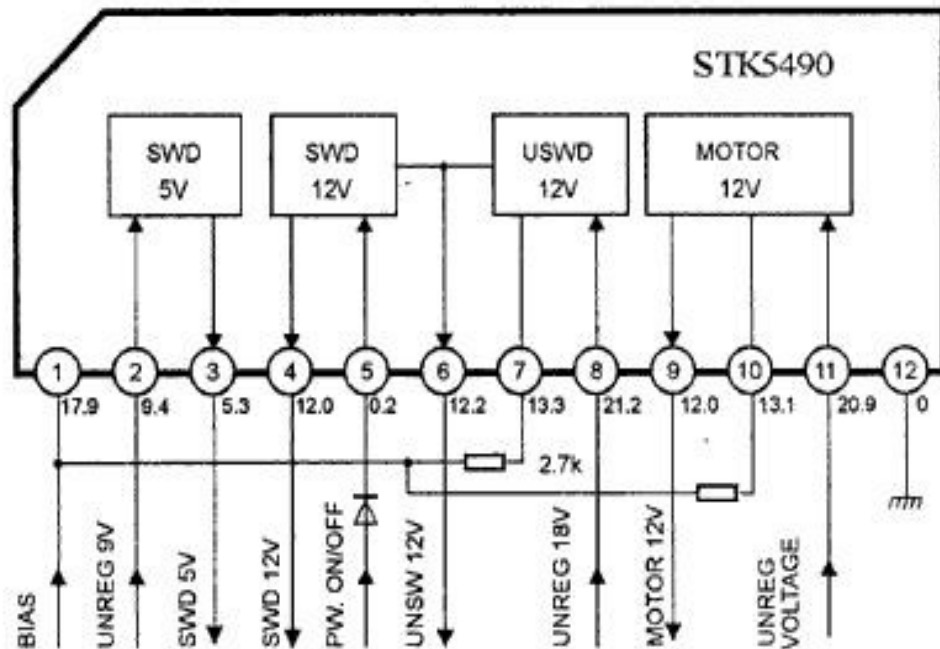 STK5490
SWD
5V
SWD
12V
USWD
12V
MOTOR
12V
1 2 3 4 5 6 7 8 9 10 11 12
17.9 9.4 5.3 12.0 0.2 12.2 13.3 21.2 12.0 13.1 20.9 0
2.7k
BIAS
UNREG 9V
SWD 5V
SWD 12V
PW. ON/OFF
UNSW 12V
UNREG 18V
MOTOR 12V
UNREG
VOLTAGE